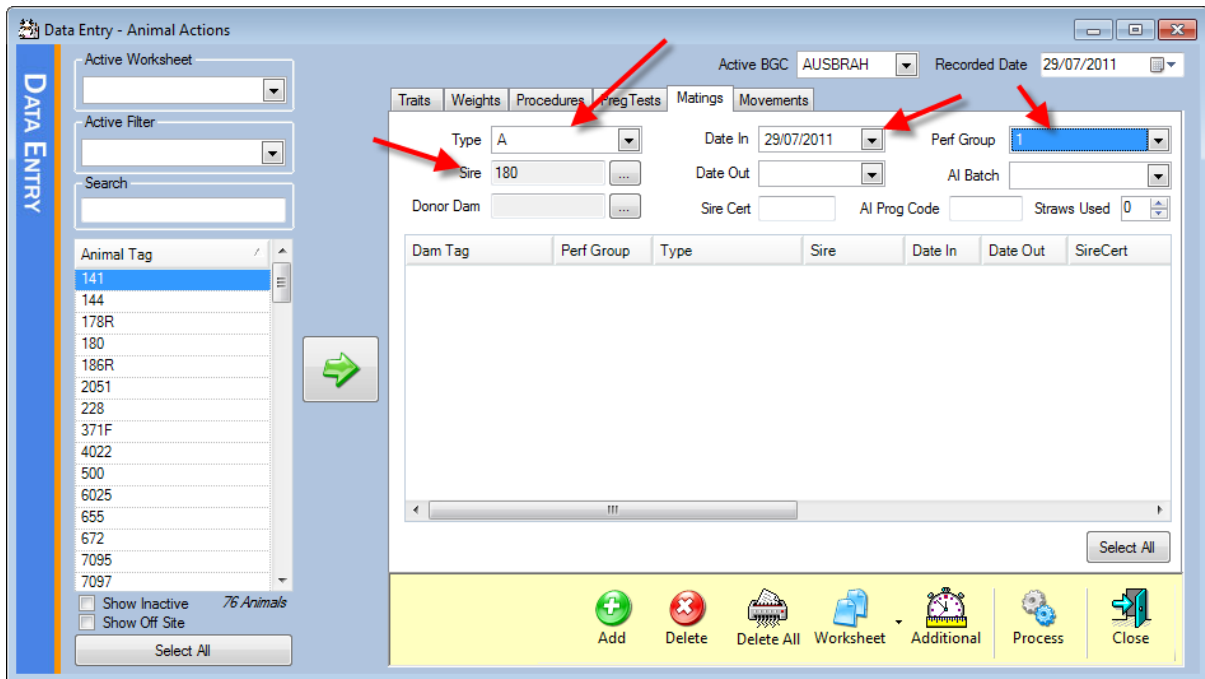 Data Entry - Animal Actions
DATA ENTRY
Active Worksheet
Active Filter
Search
Animal Tag
141
144
178R
180
186R
2051
228
371F
4022
500
6025
655
672
7095
7097
Show Inactive 76 Animals
Show Off Site
Select All
Active BGC AUSBRAH Recorded Date 29/07/2011
Traits Weights Procedures PregTests Matings Movements
Type A Date In 29/07/2011 Perf Group 1
Sire 180 ... Date Out AI Batch
Donor Dam ... Sire Cert AI Prog Code Straws Used 0
Dam Tag Perf Group Type Sire Date In Date Out SireCert
Select All
Add Delete Delete All Worksheet Additional Process Close